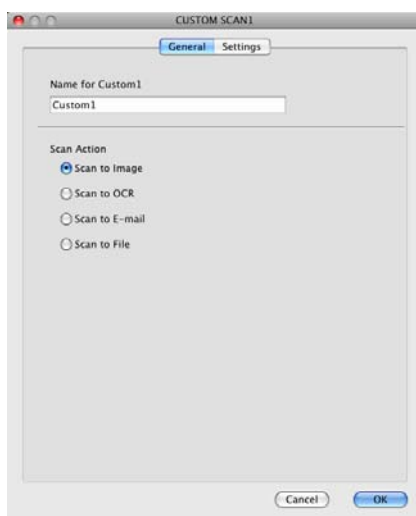 CUSTOM SCAN1
General Settings
Name for Custom1
Custom1
Scan Action
Scan to Image
Scan to OCR
Scan to E-mail
Scan to File
Cancel OK